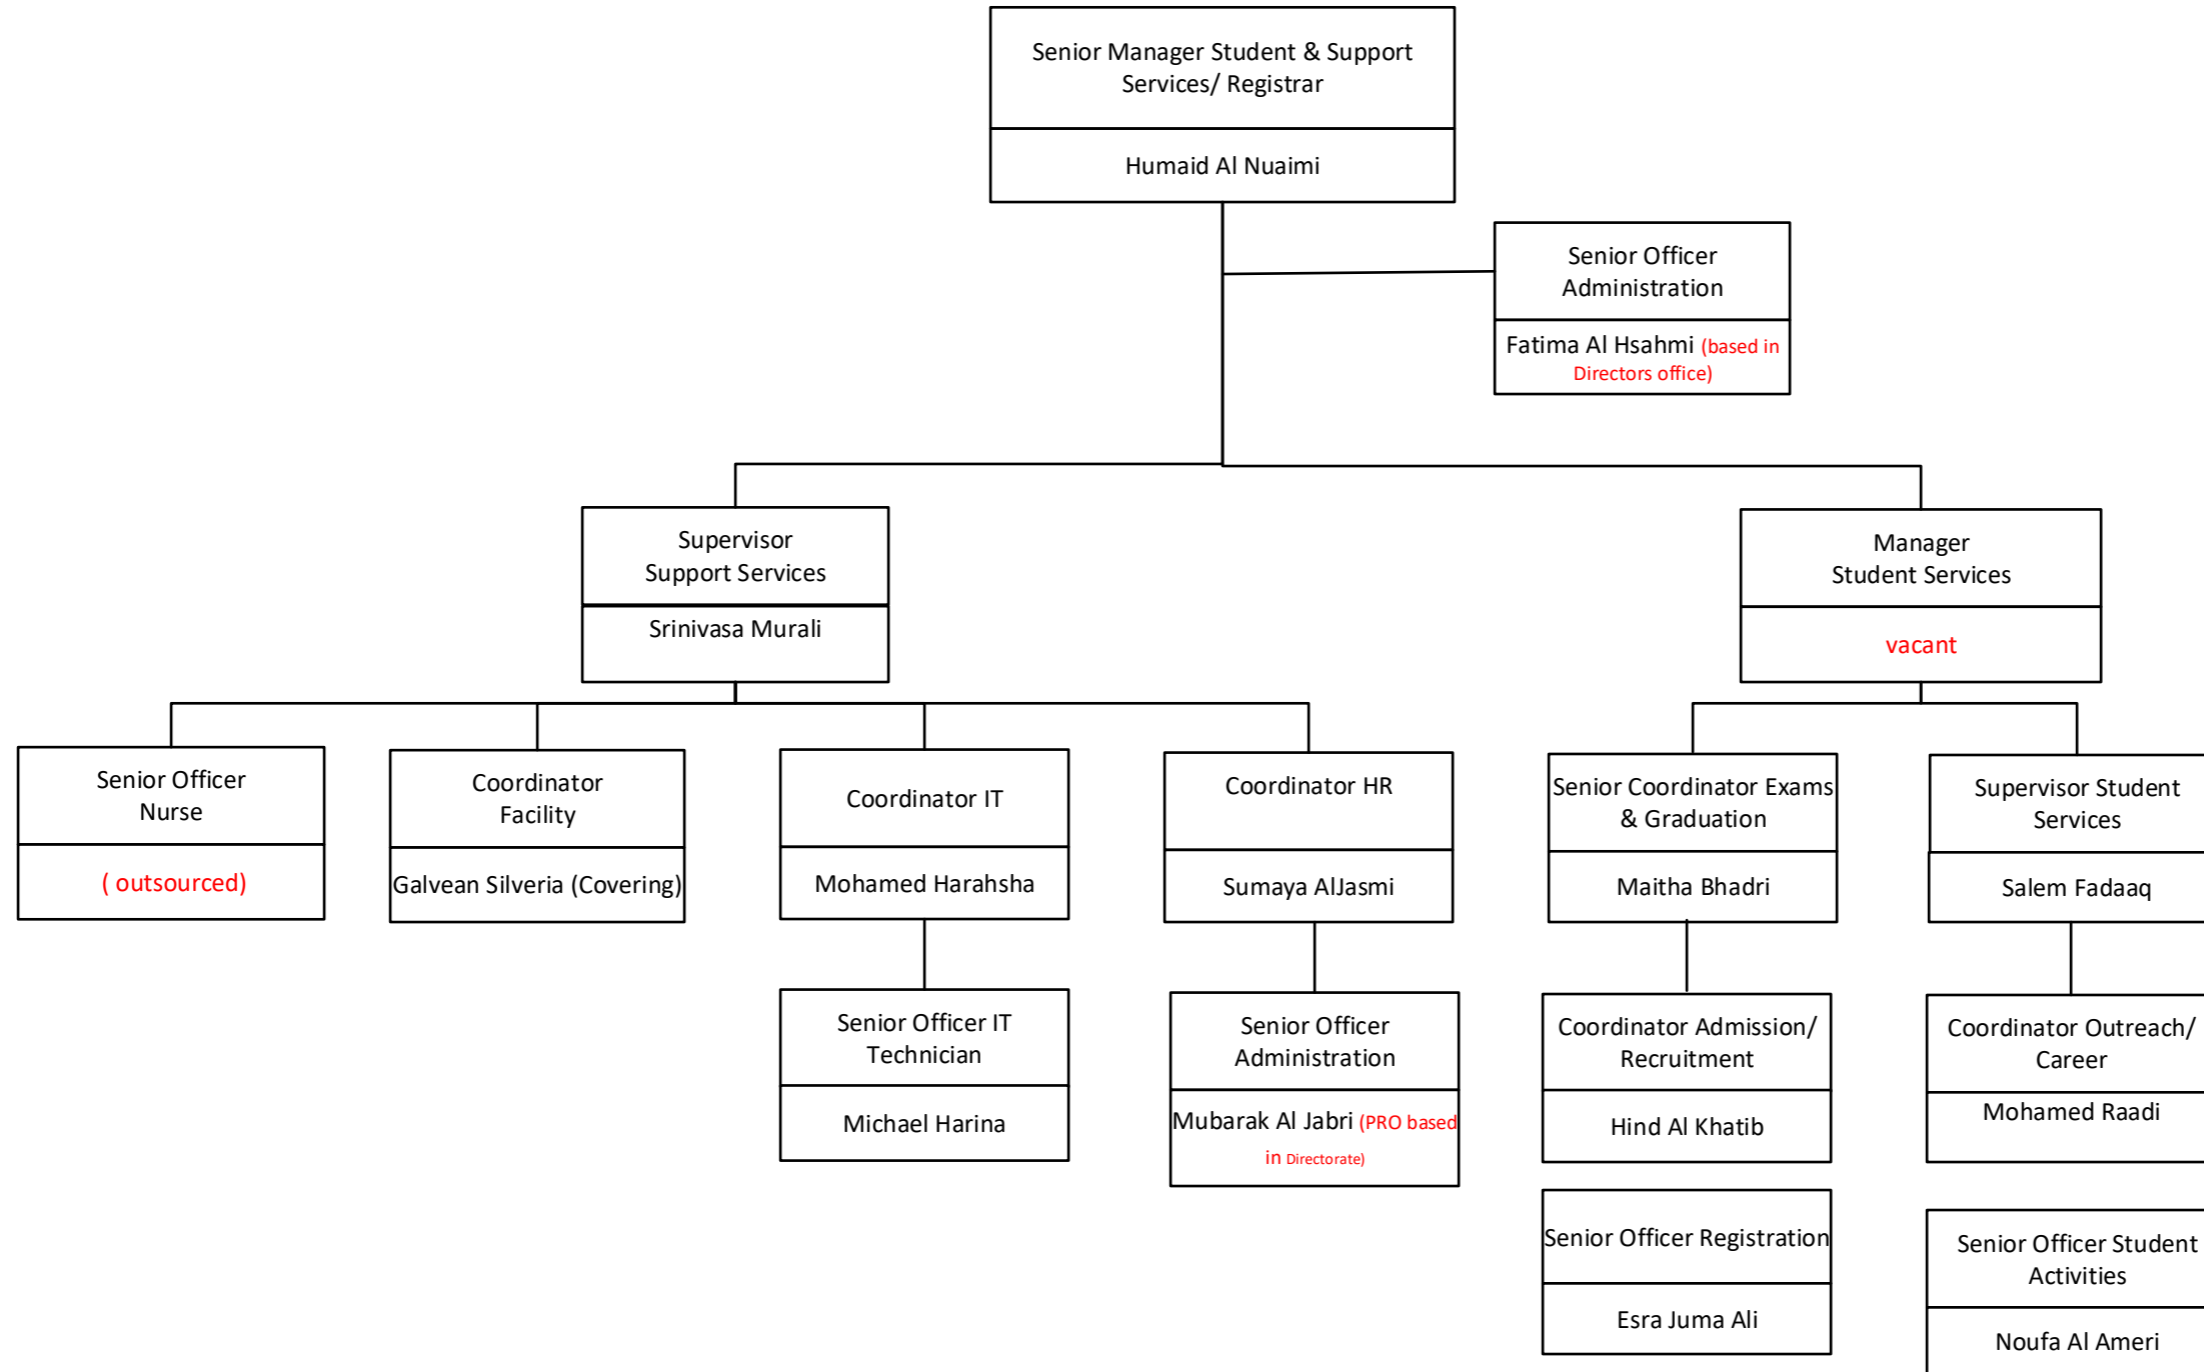 Senior Manager Student & Support
Services/ Registrar
Humaid Al Nuaimi
Senior Officer
Administration
Fatima Al Hsahmi (based in
Directors office)
Supervisor
Support Services
Srinivasa Murali
Manager
Student Services
vacant
Senior Officer
Nurse
( outsourced)
Coordinator
Facility
Galvean Silveria (Covering)
Coordinator IT
Mohamed Harahsha
Coordinator HR
Sumaya AlJasmi
Senior Coordinator Exams
& Graduation
Maitha Bhadri
Supervisor Student
Services
Salem Fadaaq
Senior Officer IT
Technician
Michael Harina
Senior Officer
Administration
Mubarak Al Jabri (PRO based
in Directorate)
Coordinator Admission/
Recruitment
Hind Al Khatib
Coordinator Outreach/
Career
Mohamed Raadi
Senior Officer Registration
Esra Juma Ali
Senior Officer Student
Activities
Noufa Al Ameri